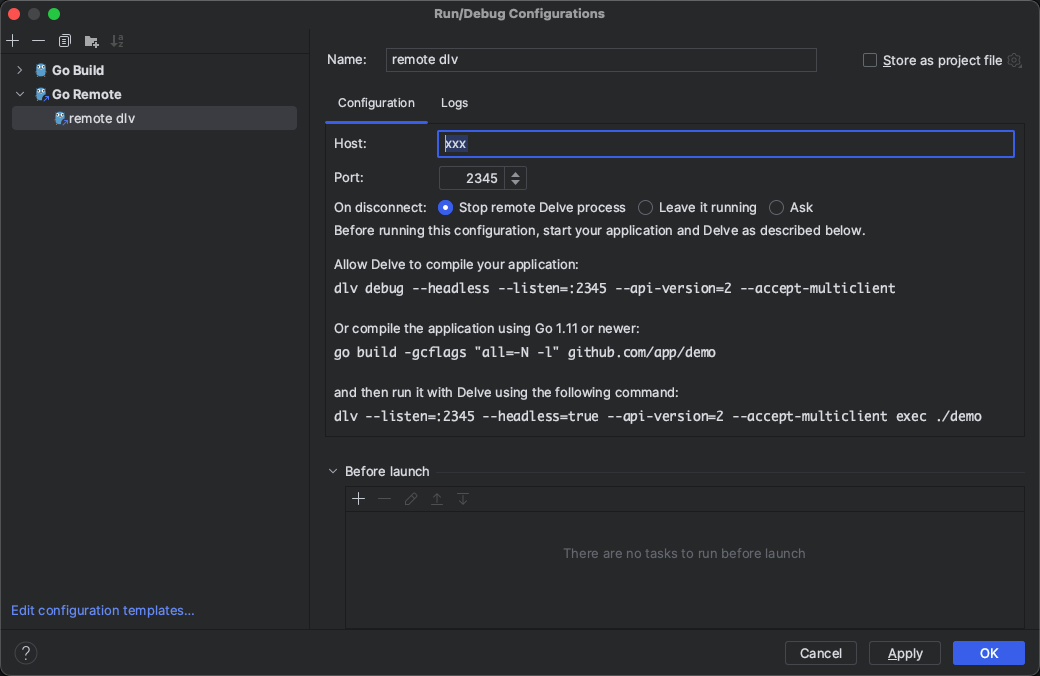 Run/Debug Configurations
Go Build
Go Remote
remote dlv
Edit configuration templates...
Name: remote dlv
Store as project file
Configuration Logs
Host: xxx
Port: 2345
On disconnect: Stop remote Delve process Leave it running Ask
Before running this configuration, start your application and Delve as described below.
Allow Delve to compile your application:
dlv debug --headless --listen=:2345 --api-version=2 --accept-multiclient
Or compile the application using Go 1.11 or newer:
go build -gcflags "all=-N -l" github.com/app/demo
and then run it with Delve using the following command:
dlv --listen=:2345 --headless=true --api-version=2 --accept-multiclient exec ./demo
Before launch
There are no tasks to run before launch
? Cancel Apply OK